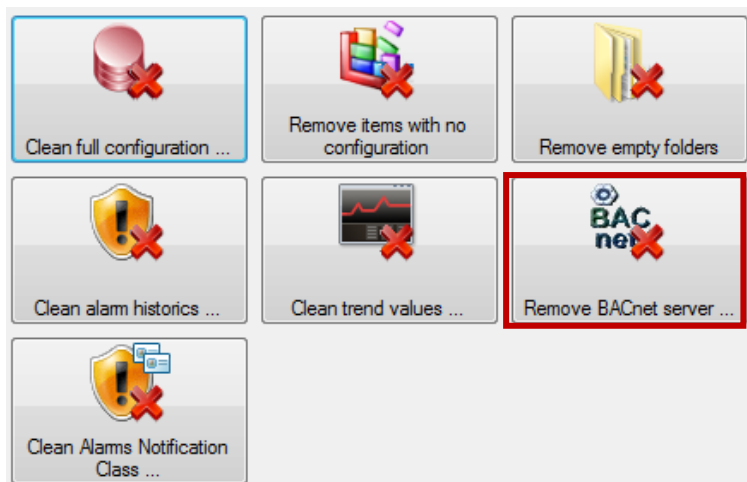 Clean full configuration ...
Remove items with no
configuration
Remove empty folders
Clean alarm historics ...
Clean trend values ...
BAC
net
Remove BACnet server ...
Clean Alarms Notification
Class ...